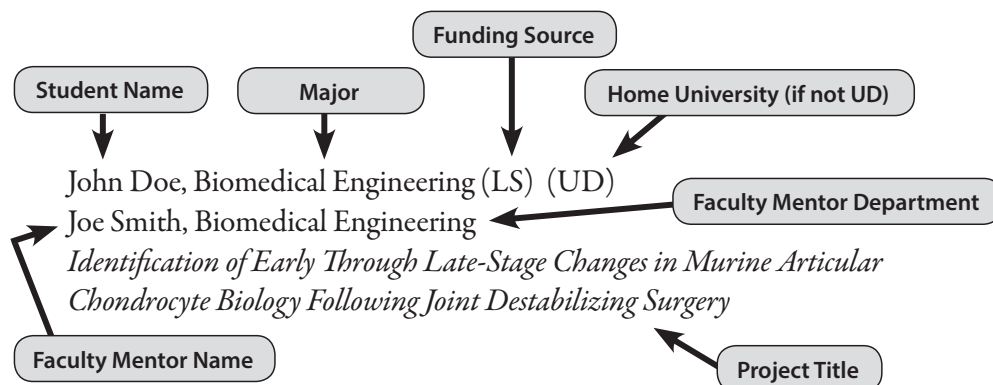 Funding Source
Student Name
Major
Home University (if not UD)
John Doe, Biomedical Engineering (LS) (UD)
Faculty Mentor Department
Joe Smith, Biomedical Engineering
Identification of Early Through Late-Stage Changes in Murine Articular
Chondrocyte Biology Following Joint Destabilizing Surgery
Faculty Mentor Name
Project Title